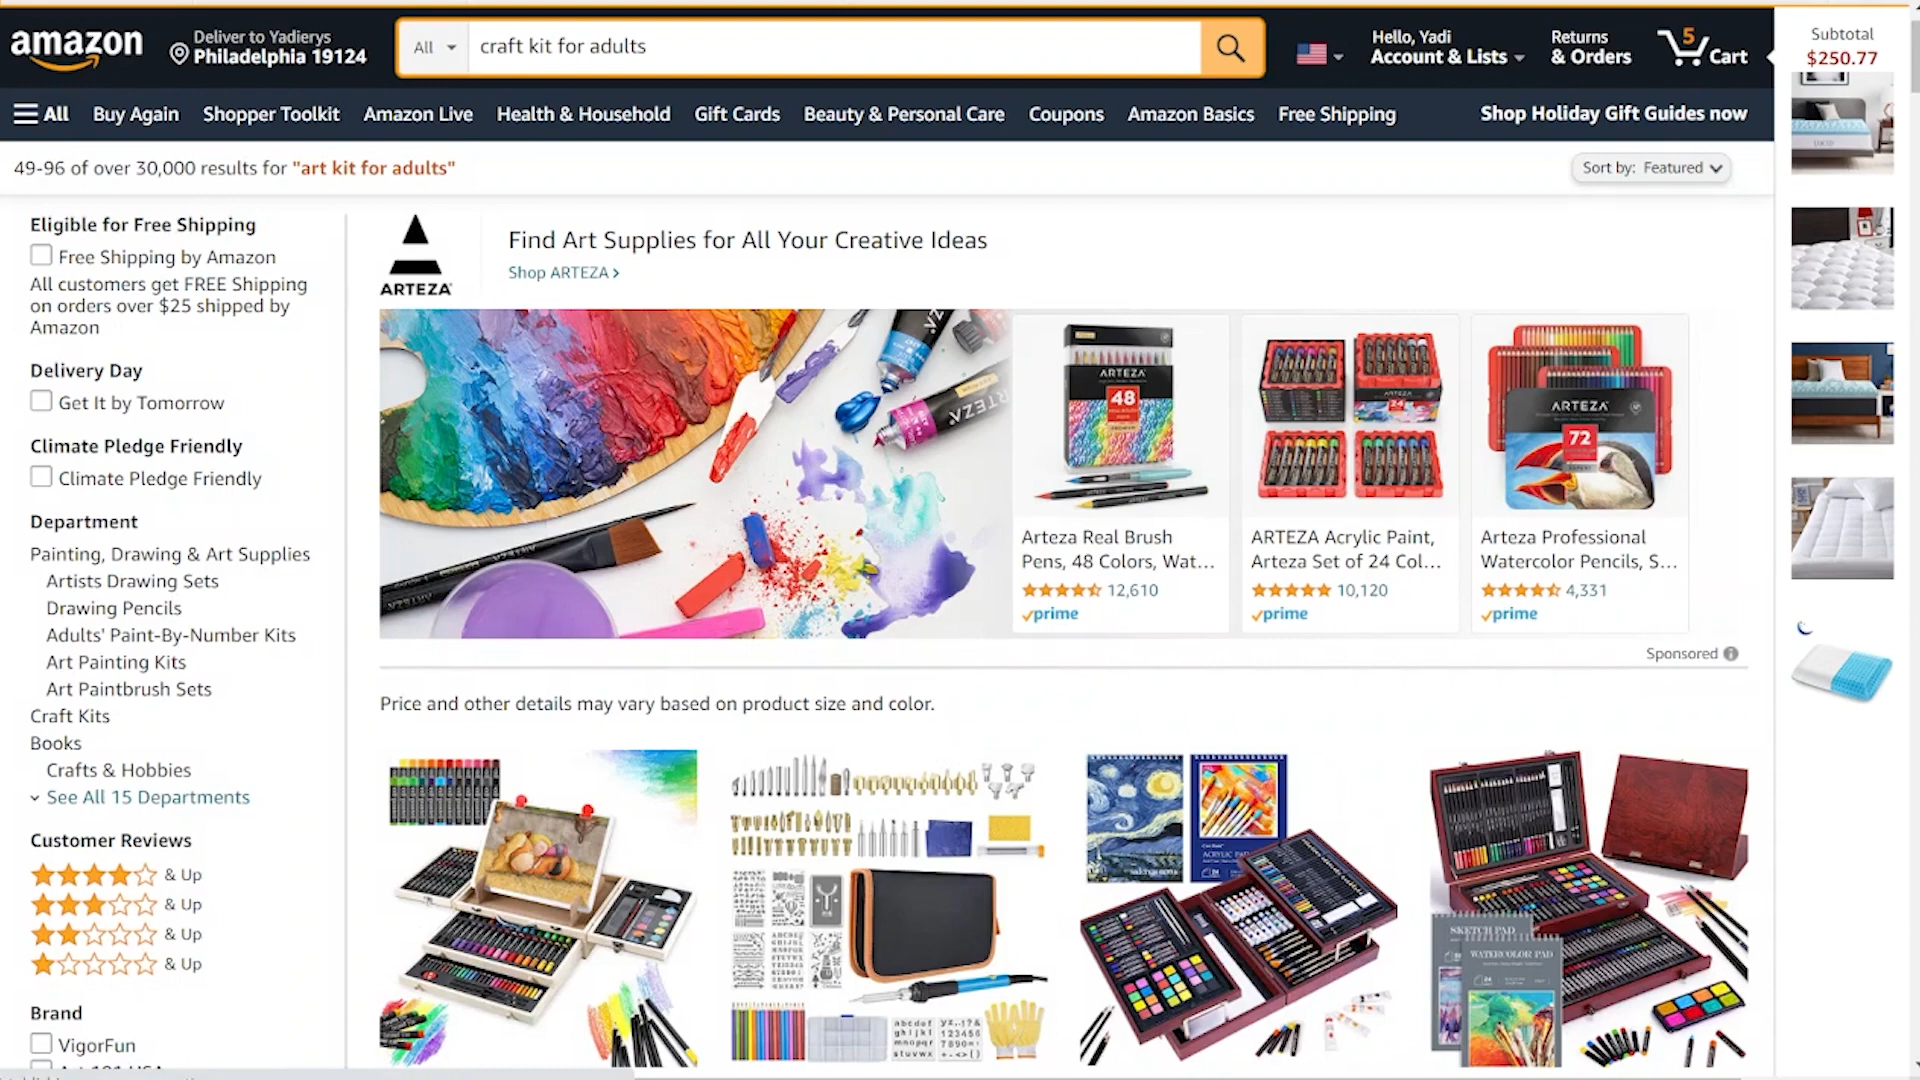 amazon
Deliver to Yadierys
Philadelphia 19124
All
craft kit for adults
Hello, Yadi
Account & Lists
Returns
& Orders
5
Cart
Subtotal
$250.77
All
Buy Again
Shopper Toolkit
Amazon Live
Health & Household
Gift Cards
Beauty & Personal Care
Coupons
Amazon Basics
Free Shipping
Shop Holiday Gift Guides now
49-96 of over 30,000 results for "art kit for adults"
Sort by: Featured
Eligible for Free Shipping
Free Shipping by Amazon
All customers get FREE Shipping
on orders over $25 shipped by
Amazon
Delivery Day
Get It by Tomorrow
Climate Pledge Friendly
Climate Pledge Friendly
Department
Painting, Drawing & Art Supplies
Artists Drawing Sets
Drawing Pencils
Adults' Paint-By-Number Kits
Art Painting Kits
Art Paintbrush Sets
Craft Kits
Books
Crafts & Hobbies
See All 15 Departments
Customer Reviews
& Up
& Up
& Up
& Up
Brand
VigorFun
ARTEZA
Find Art Supplies for All Your Creative Ideas
Shop ARTEZA
ARTEZA
48
Arteza Real Brush
Pens, 48 Colors, Wat...
12,610
prime
ARTEZA
24
ARTEZA Acrylic Paint,
Arteza Set of 24 Col...
10,120
prime
ARTEZA
72
Arteza Professional
Watercolor Pencils, S...
4,331
prime
Sponsored
Price and other details may vary based on product size and color.
ACRYLIC PAD
SKETCH PAD
WATERCOLOR PAD